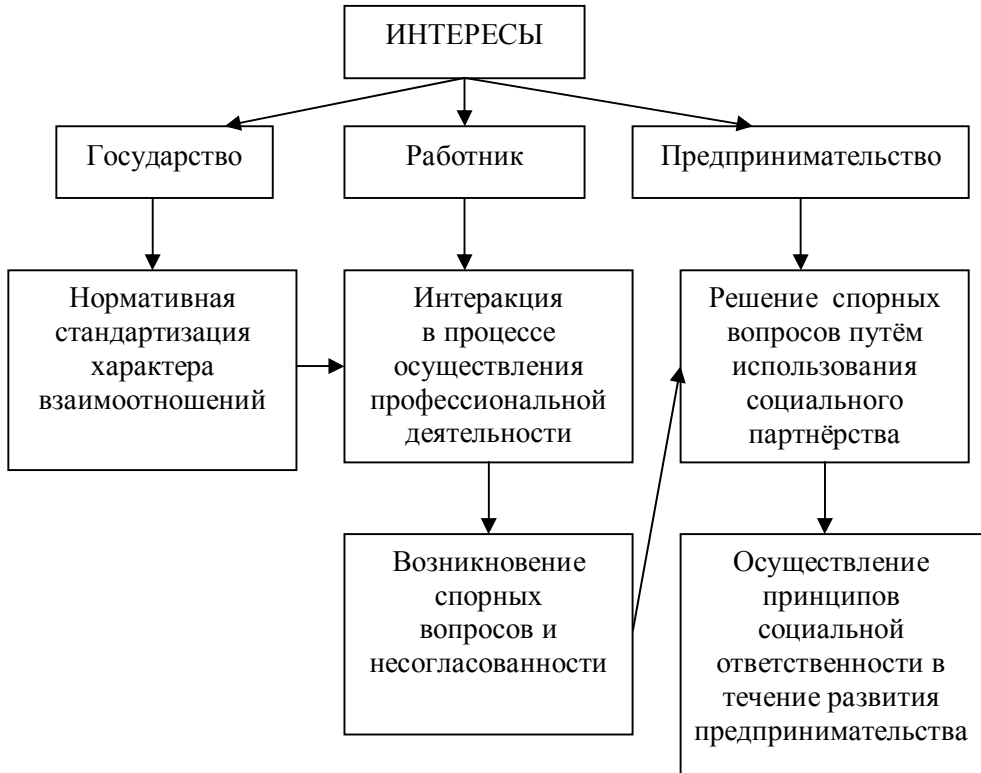 ИНТЕРЕСЫ
Государство
Работник
Предпринимательство
Нормативная
стандартизация
характера
взаимоотношений
Интеракция
в процессе
осуществления
профессиональной
деятельности
Решение спорных
вопросов путём
использования
социального
партнёрства
Возникновение
спорных
вопросов и
несогласованности
Осуществление
принципов
социальной
ответственности в
течение развития
предпринимательства